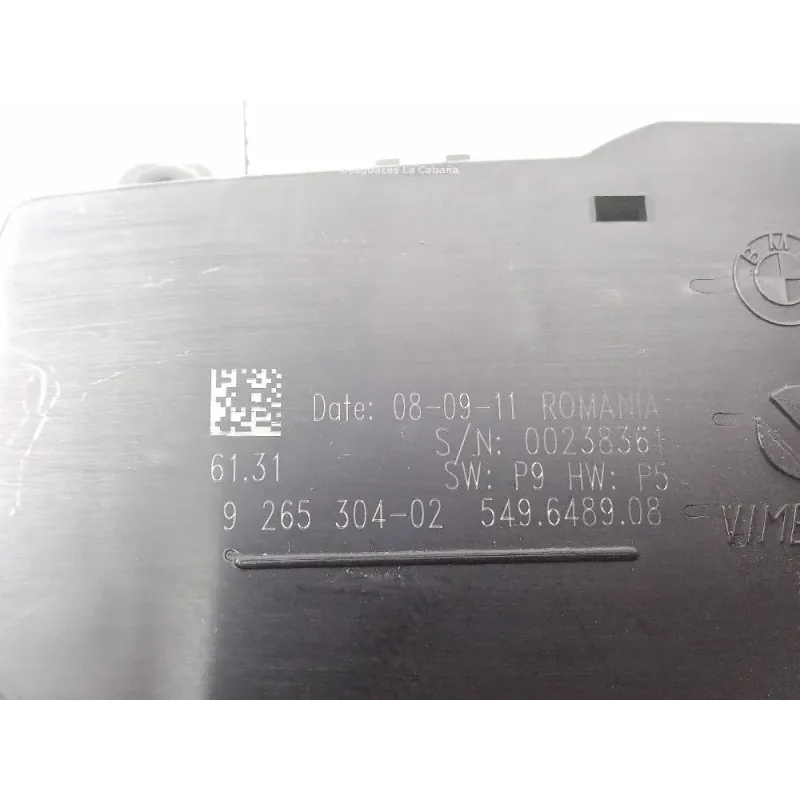 Desguaces La Cabaña
BM
Date: 08-09-11 ROMANIA
S/N: 00238361
61.31 SW: P9 HW: P5
9 265 304-02 549.6489.08